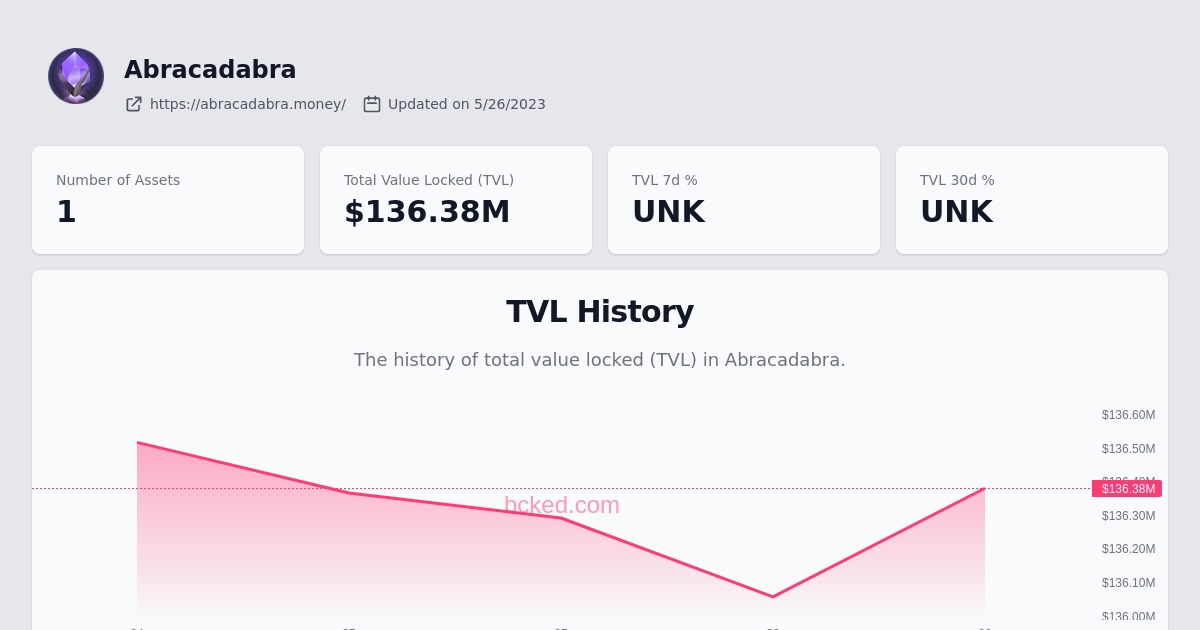 Abracadabra
https://abracadabra.money/ Updated on 5/26/2023
Number of Assets
1
Total Value Locked (TVL)
$136.38M
TVL 7d %
UNK
TVL 30d %
UNK
TVL History
The history of total value locked (TVL) in Abracadabra.
$136.60M
$136.50M
$136.38M
bcked.com
$136.30M
$136.20M
$136.10M
$136.00M